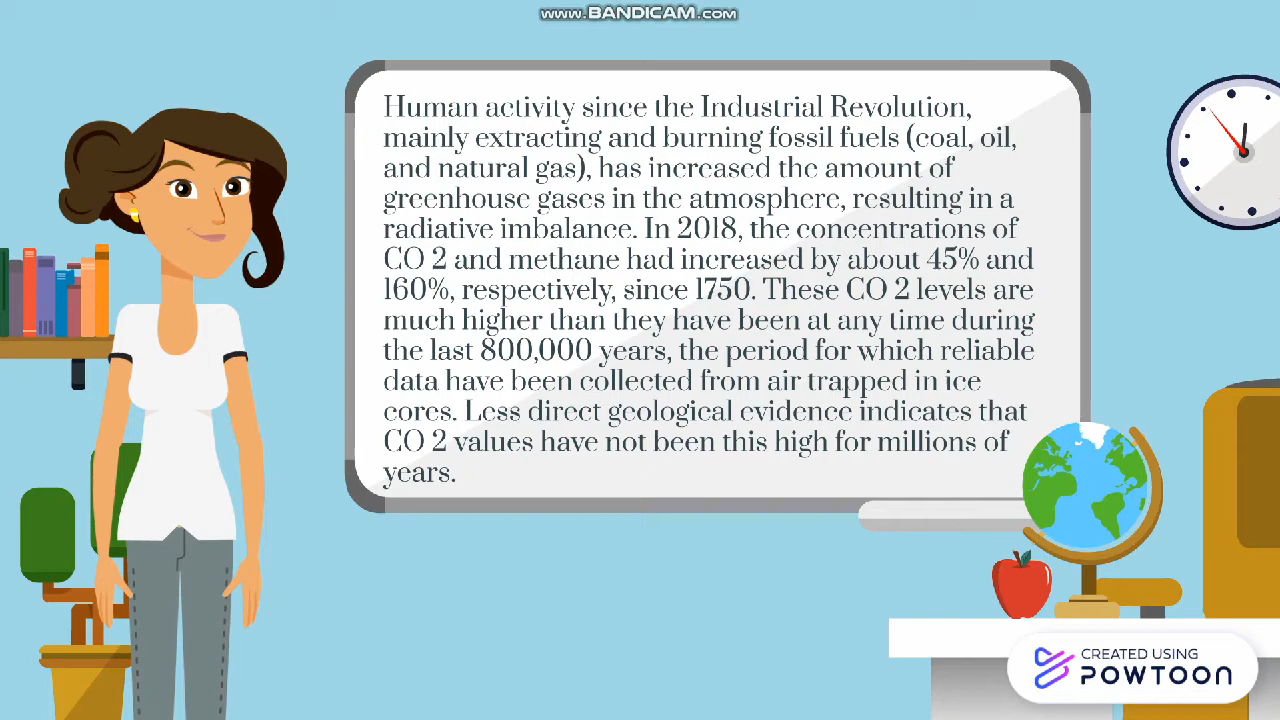 WWW.BANDICAM.COM
Human activity since the Industrial Revolution,
mainly extracting and burning fossil fuels (coal, oil,
and natural gas), has increased the amount of
greenhouse gases in the atmosphere, resulting in a
radiative imbalance. In 2018, the concentrations of
CO 2 and methane had increased by about 45% and
160%, respectively, since 1750. These CO 2 levels are
much higher than they have been at any time during
the last 800,000 years, the period for which reliable
data have been collected from air trapped in ice
cores. Less direct geological evidence indicates that
CO 2 values have not been this high for millions of
years.
CREATED USING
POWTOON